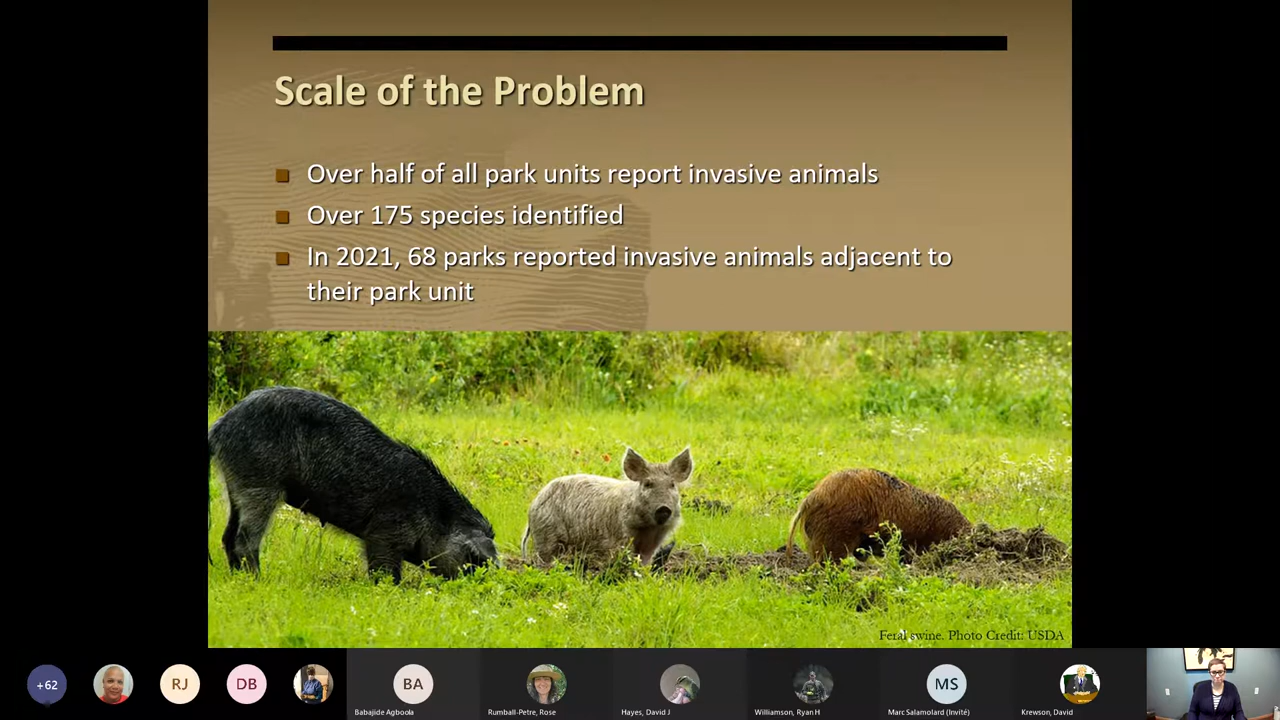 Scale of the Problem
Over half of all park units report invasive animals
Over 175 species identified
In 2021, 68 parks reported invasive animals adjacent to
their park unit
Feral swine. Photo Credit: USDA
+62
RJ
DB
BA
MS
Babajide Agboola
Rumball-Petre, Rose
Hayes, David J
Williamson, Ryan H
Marc Salamolard (Invité)
Krewson, David